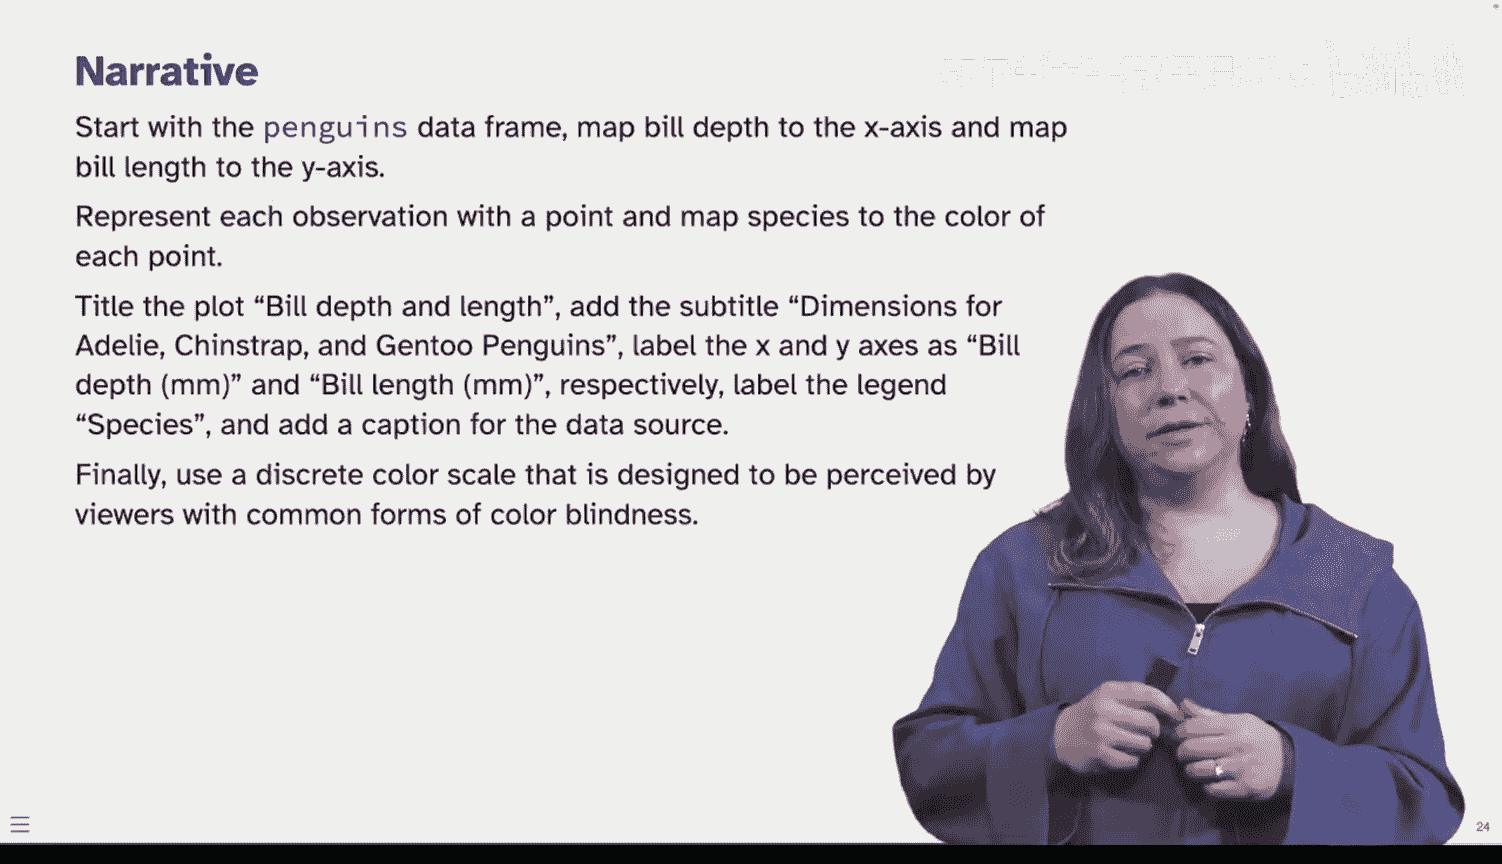 Narrative
Start with the penguins data frame, map bill depth to the x-axis and map
bill length to the y-axis.
Represent each observation with a point and map species to the color of
each point.
Title the plot “Bill depth and length”, add the subtitle “Dimensions for
Adelie, Chinstrap, and Gentoo Penguins”, label the x and y axes as “Bill
depth (mm)” and “Bill length (mm)”, respectively, label the legend
“Species”, and add a caption for the data source.
Finally, use a discrete color scale that is designed to be perceived by
viewers with common forms of color blindness.
24